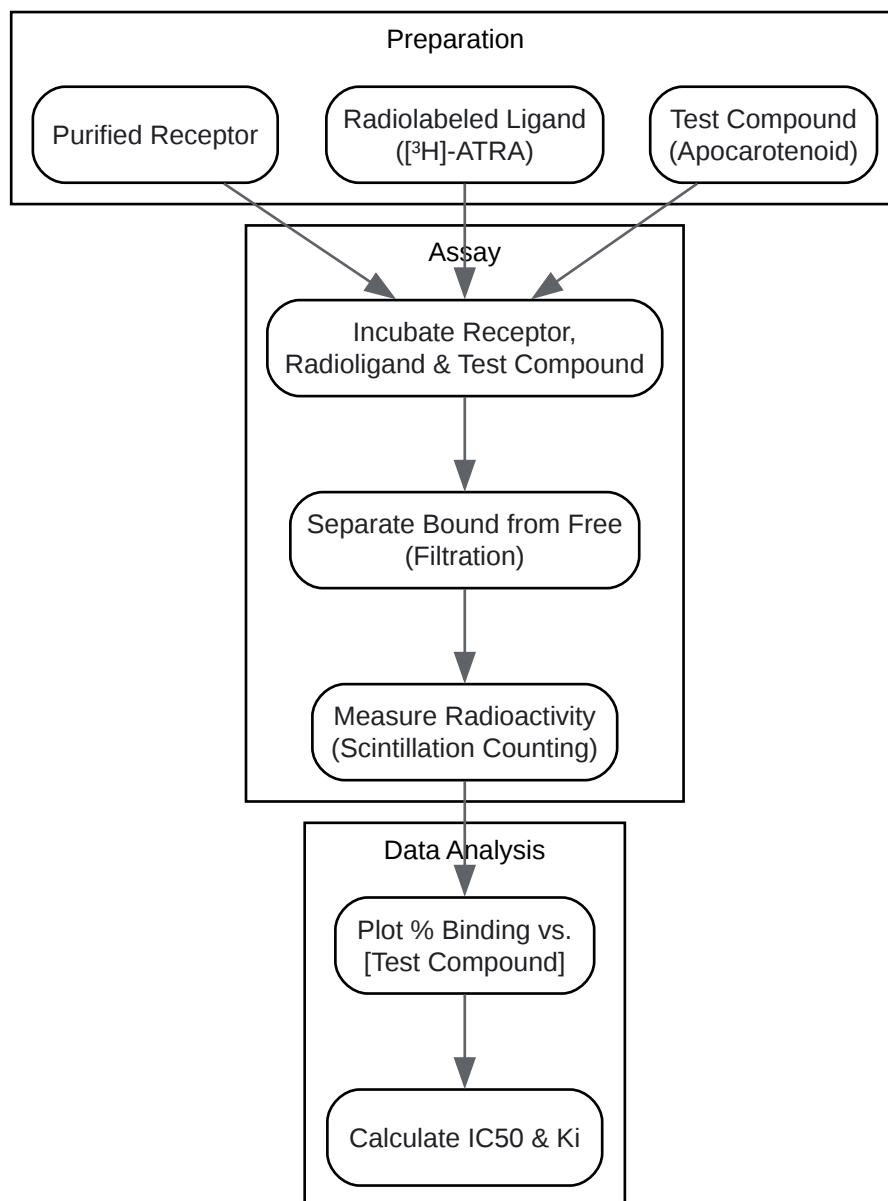 Preparation
Purified Receptor
Radiolabeled Ligand
([³H]-ATRA)
Test Compound
(Apocarotenoid)
Assay
Incubate Receptor,
Radioligand & Test Compound
Separate Bound from Free
(Filtration)
Measure Radioactivity
(Scintillation Counting)
Data Analysis
Plot % Binding vs.
[Test Compound]
Calculate IC50 & Ki